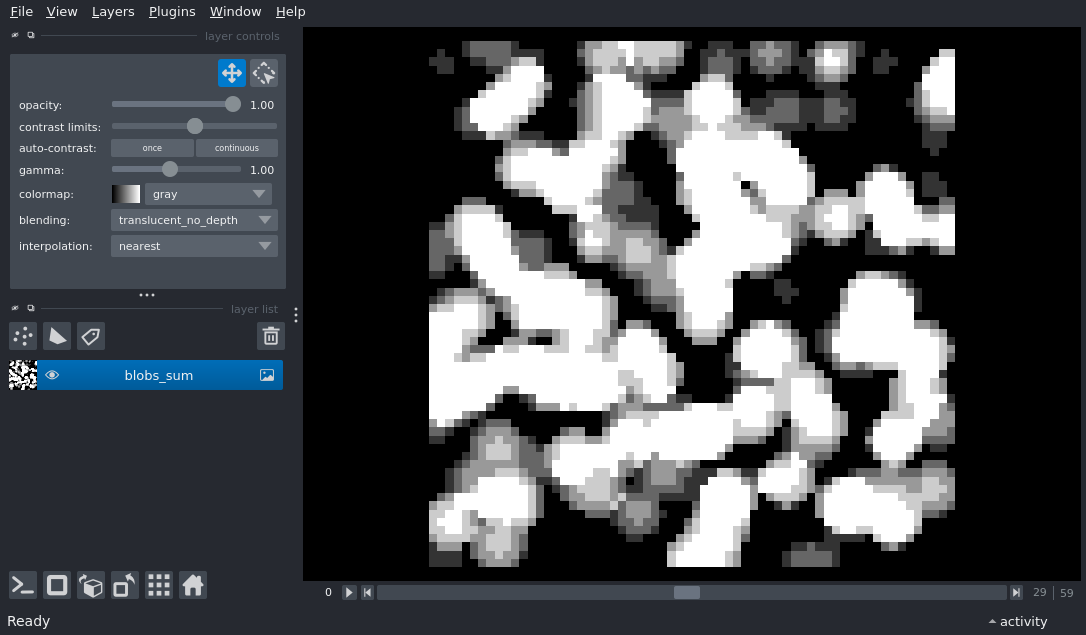 File View Layers Plugins Window Help
layer controls
opacity: 1.00
contrast limits:
auto-contrast: once continuous
gamma: 1.00
colormap: gray
blending: translucent_no_depth
interpolation: nearest
layer list
blobs_sum
0 29 59
Ready activity